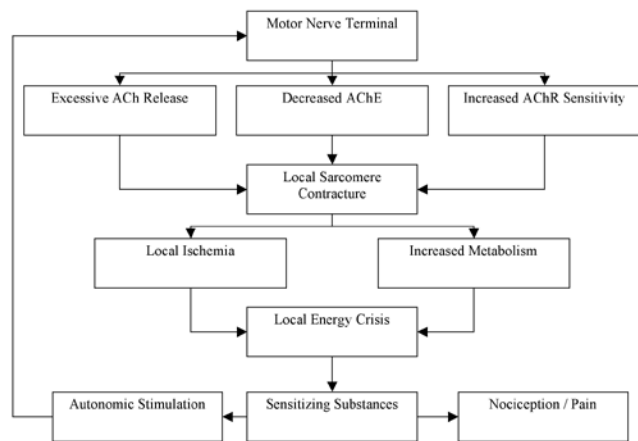 Motor Nerve Terminal
Excessive ACh Release
Decreased AChE
Increased AChR Sensitivity
Local Sarcomere
Contracture
Local Ischemia
Increased Metabolism
Local Energy Crisis
Autonomic Stimulation
Sensitizing Substances
Nociception / Pain